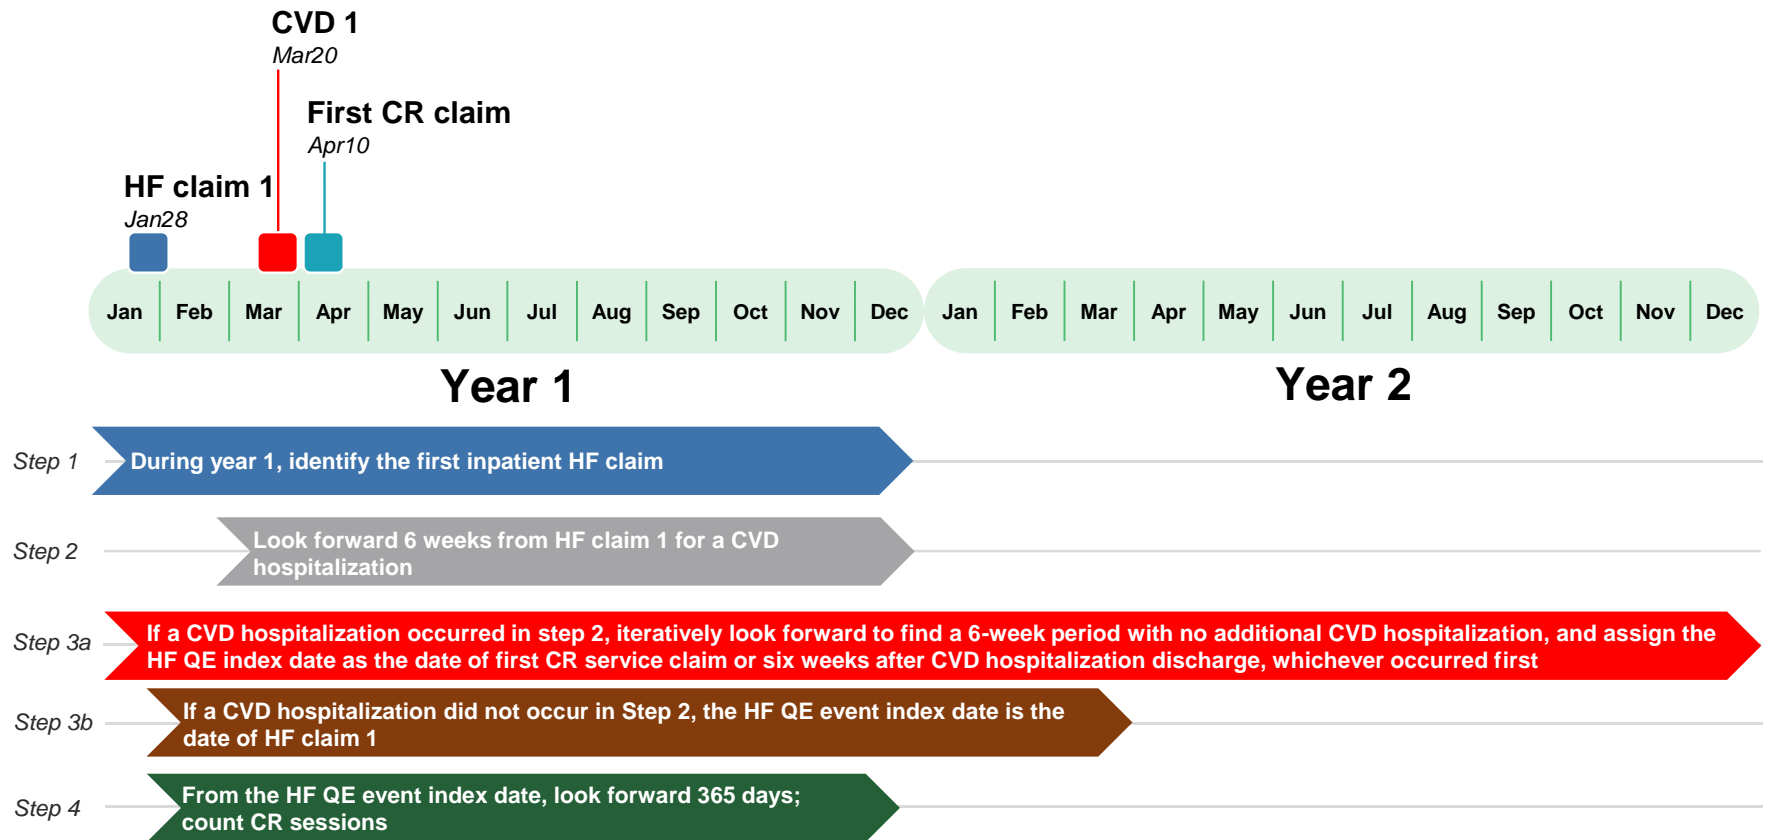 CVD 1
Mar20
First CR claim
Apr10
HF claim 1
Jan28
Jan Feb Mar Apr May Jun Jul Aug Sep Oct Nov Dec Jan Feb Mar Apr May Jun Jul Aug Sep Oct Nov Dec
Year 1 Year 2
Step 1 During year 1, identify the first inpatient HF claim
Step 2 Look forward 6 weeks from HF claim 1 for a CVD
hospitalization
Step 3a If a CVD hospitalization occurred in step 2, iteratively look forward to find a 6-week period with no additional CVD hospitalization, and assign the
HF QE index date as the date of first CR service claim or six weeks after CVD hospitalization discharge, whichever occurred first
Step 3b If a CVD hospitalization did not occur in Step 2, the HF QE event index date is the
date of HF claim 1
Step 4 From the HF QE event index date, look forward 365 days;
count CR sessions